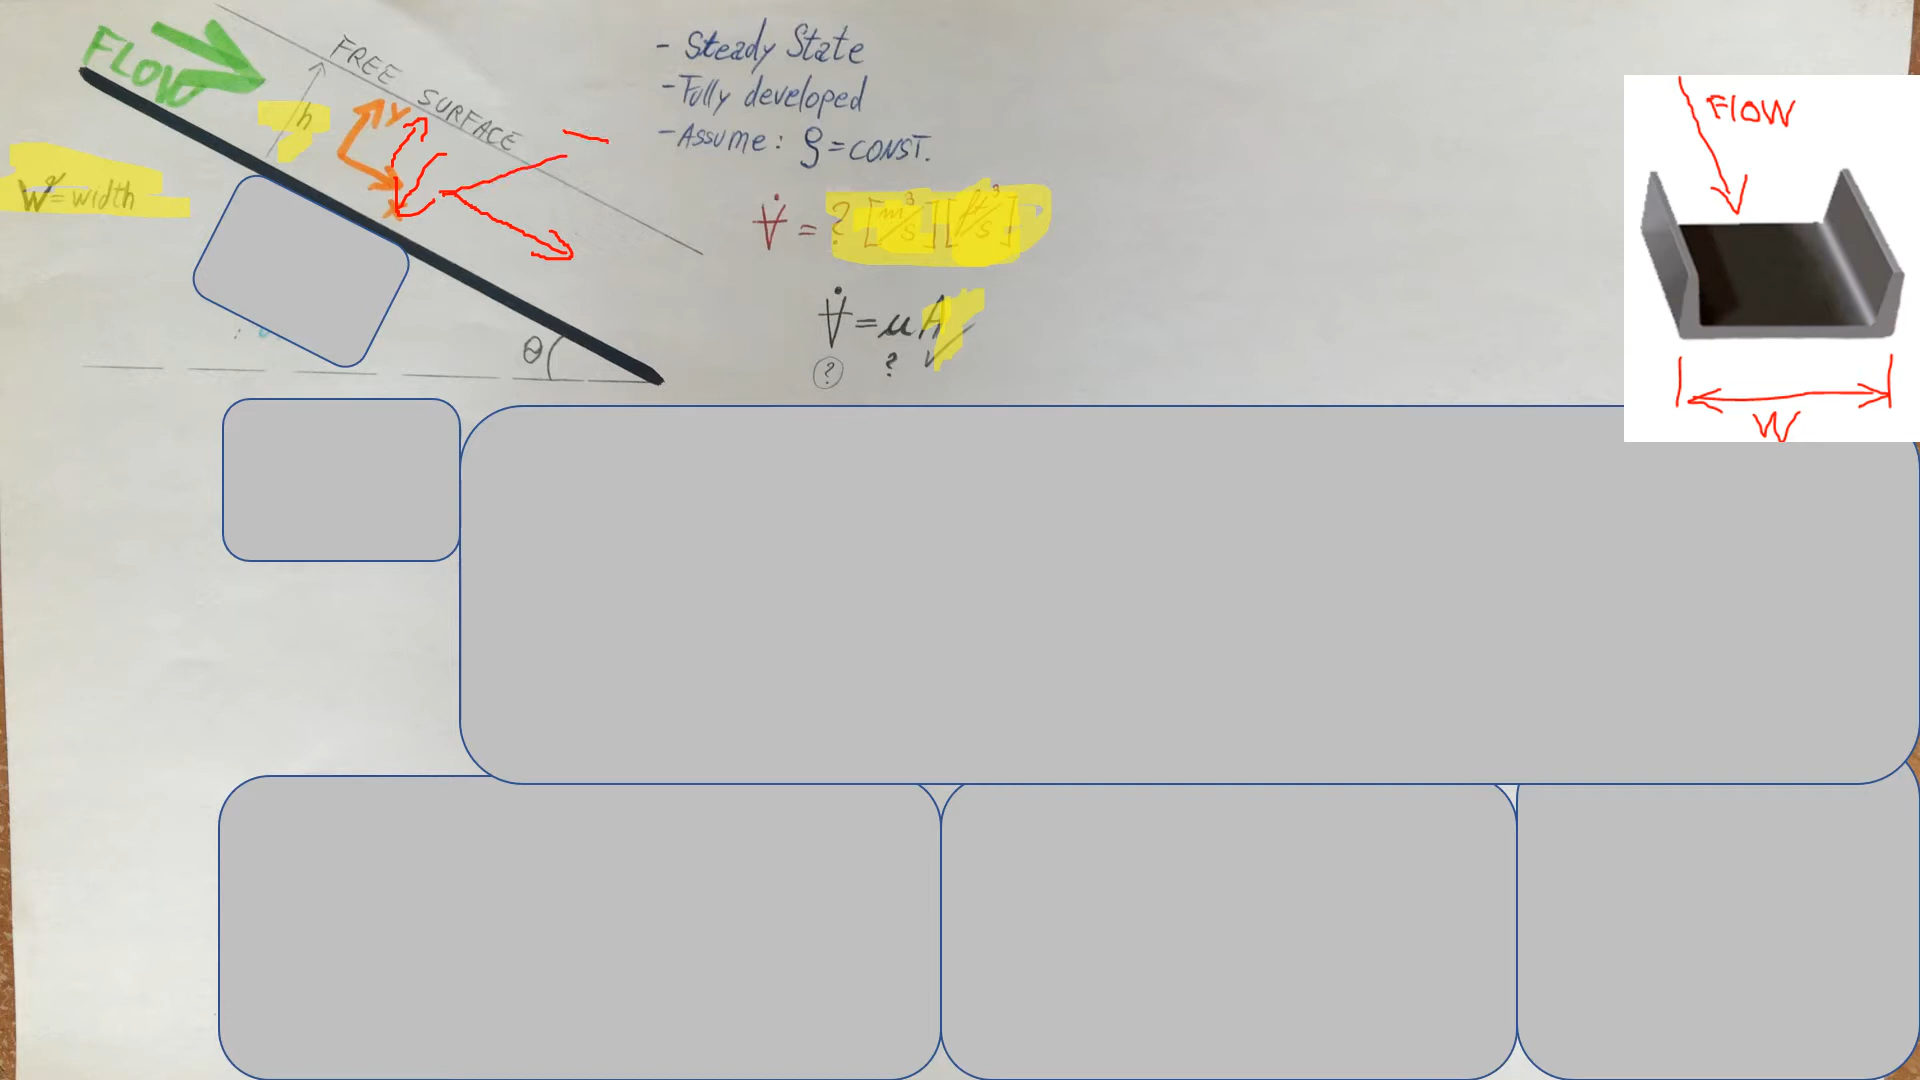 FLOW
FREE SURFACE
h
Y
x
W = width
θ
- Steady State
- Fully developed
- Assume: ρ = CONST.
V̇ = ? [m³/s] [ft³/s]
V̇ = u A
? ? ✓
FLOW
W